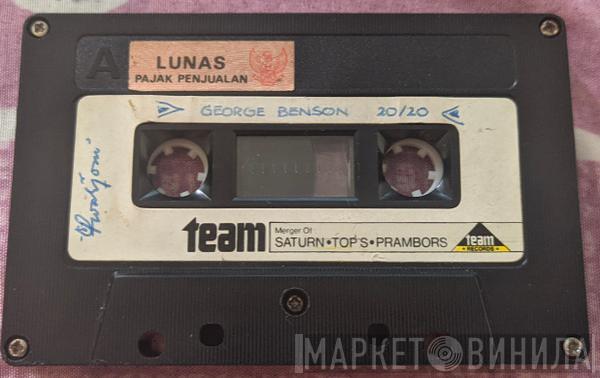 A
LUNAS
PAJAK PENJUALAN
GEORGE BENSON 20/20
team
Merger Of
SATURN•TOP'S•PRAMBORS
team
RECORDS
МАРКЕТ ВИНИЛА